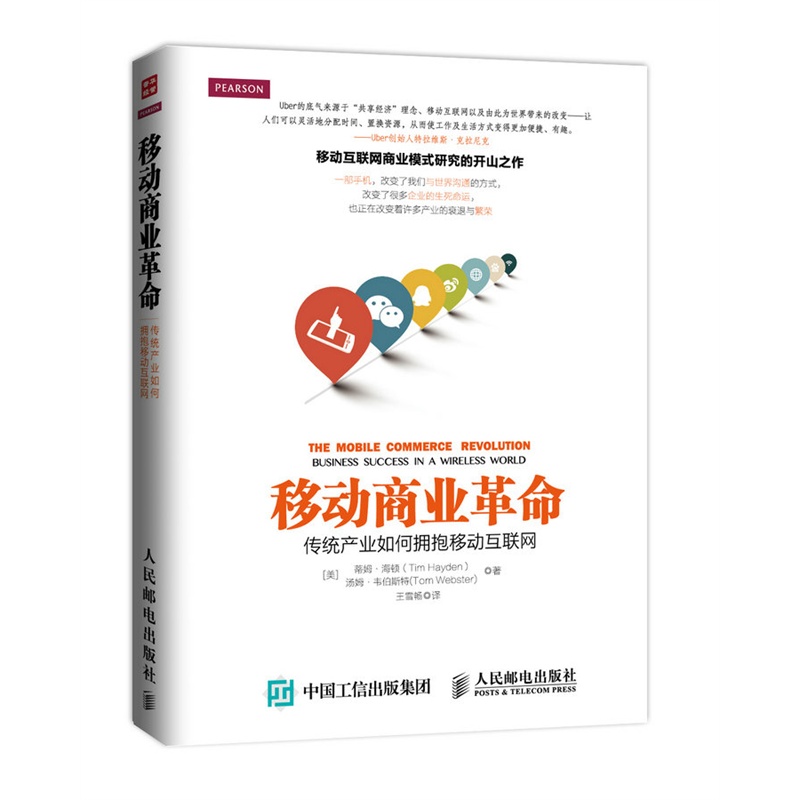 PEARSON
Uber的底气来源于“共享经济”理念、移动互联网以及由此为世界带来的改变——让
人们可以灵活地分配时间、置换资源，从而使工作及生活方式变得更加便捷、有趣。
——Uber创始人特拉维斯·克拉尼克
移动互联网商业模式研究的开山之作
一部手机，改变了我们与世界沟通的方式，
改变了很多企业的生死命运，
也正在改变着许多产业的衰退与繁荣
THE MOBILE COMMERCE REVOLUTION
BUSINESS SUCCESS IN A WIRELESS WORLD
移动商业革命
传统产业如何拥抱移动互联网
[美] 蒂姆·海顿（Tim Hayden）
汤姆·韦伯斯特(Tom Webster) ◎著
王雪畅◎译
中国工信出版集团
人民邮电出版社
POSTS & TELECOM PRESS
PEARSON
移动商业革命
传统产业如何
拥抱移动互联网
人民邮电出版社